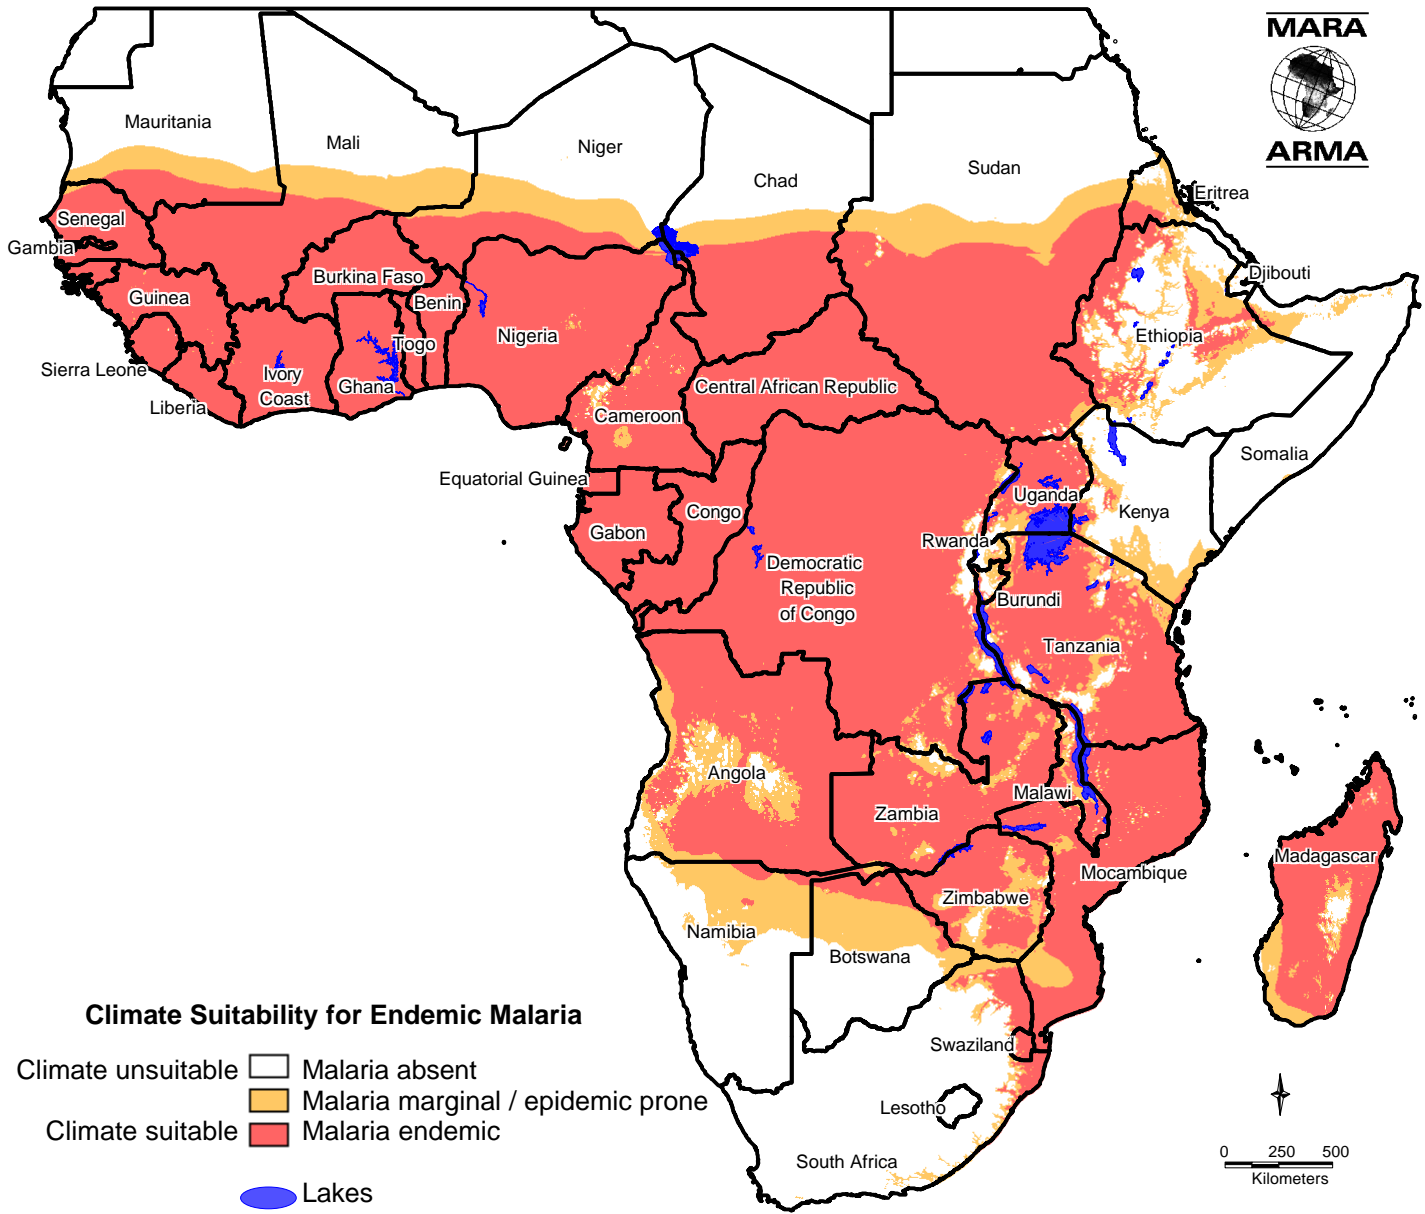 MARA
ARMA
Mauritania
Mali
Niger
Chad
Sudan
Eritrea
Senegal
Gambia
Djibouti
Burkina Faso
Guinea
Benin
Nigeria
Togo
Ethiopia
Sierra Leone
Ivory
Coast
Ghana
Central African Republic
Liberia
Cameroon
Somalia
Equatorial Guinea
Uganda
Congo
Kenya
Gabon
Rwanda
Democratic
Republic
of Congo
Burundi
Tanzania
Angola
Malawi
Zambia
Madagascar
Mocambique
Zimbabwe
Namibia
Botswana
Climate Suitability for Endemic Malaria
Swaziland
Climate unsuitable Malaria absent
Malaria marginal / epidemic prone
Lesotho
Climate suitable Malaria endemic
0 250 500
Kilometers
South Africa
Lakes